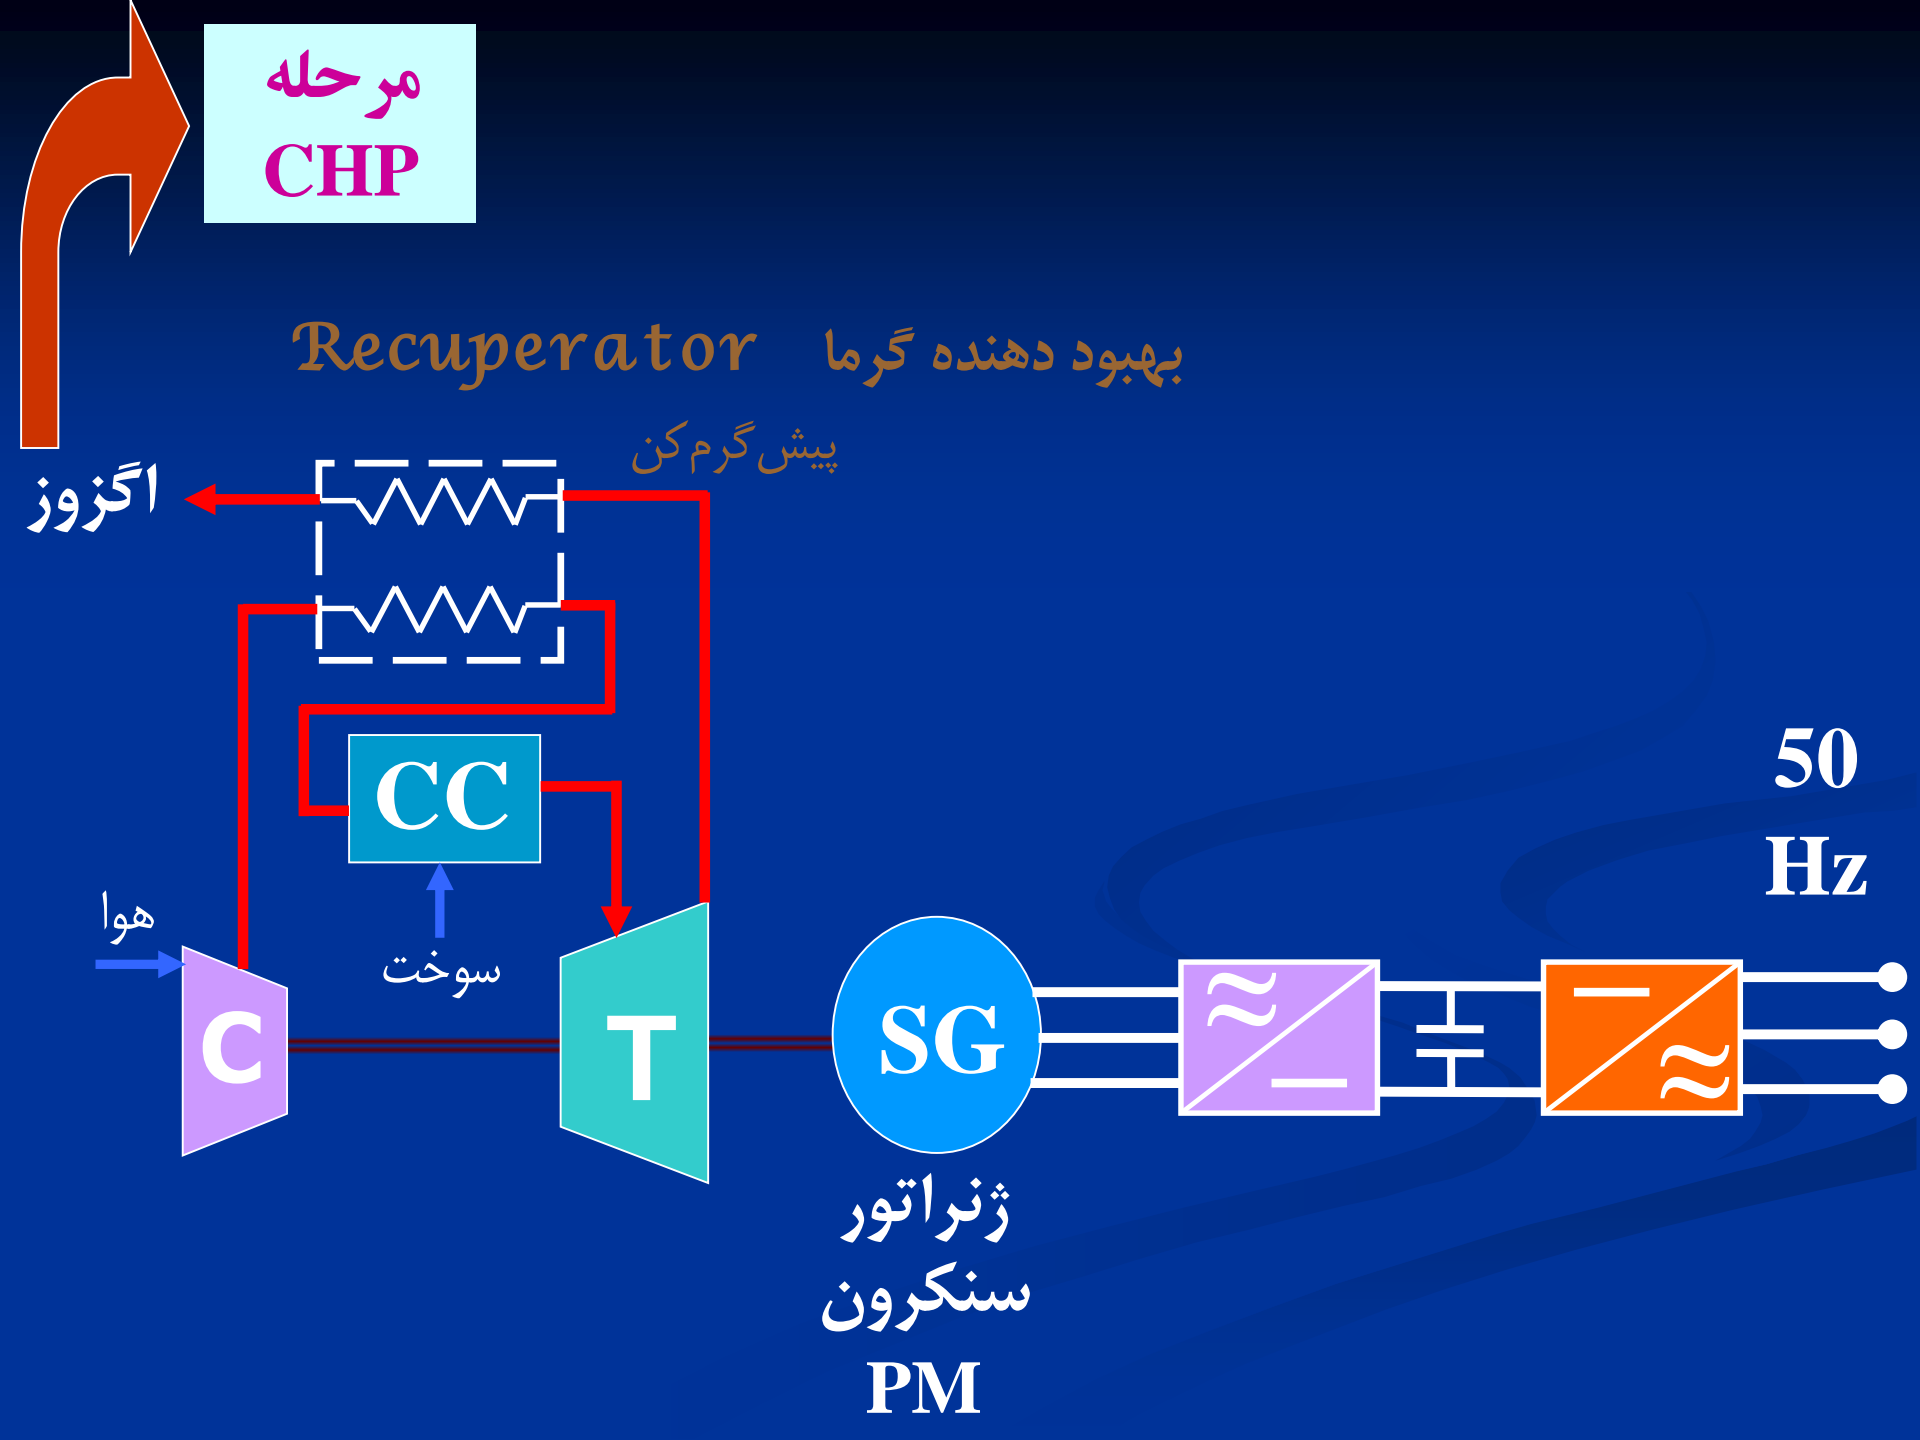 مرحله
CHP
Recuperator بهبود دهنده گرما
پیش‌گرم‌کن
اگزوز
CC
50
Hz
هوا
سوخت
C
T
SG
ژنراتور
سنکرون
PM